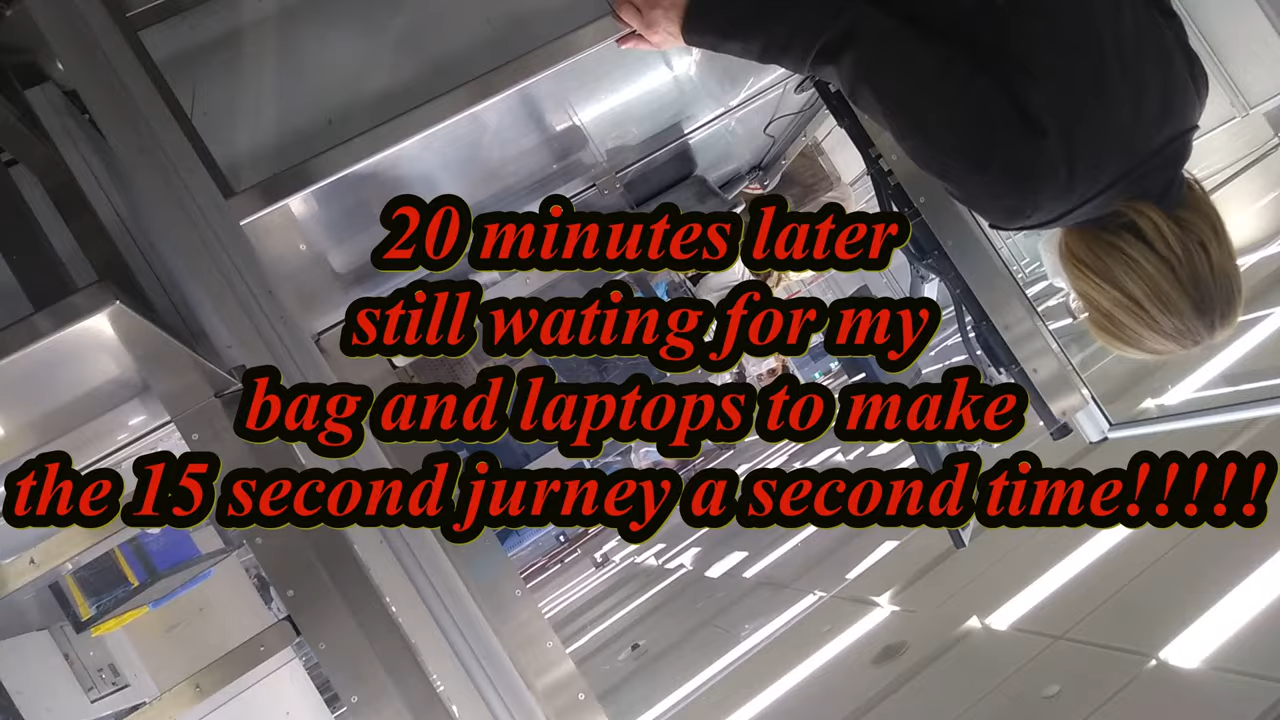 20 minutes later
still wating for my
bag and laptops to make
the 15 second jurney a second time!!!!!